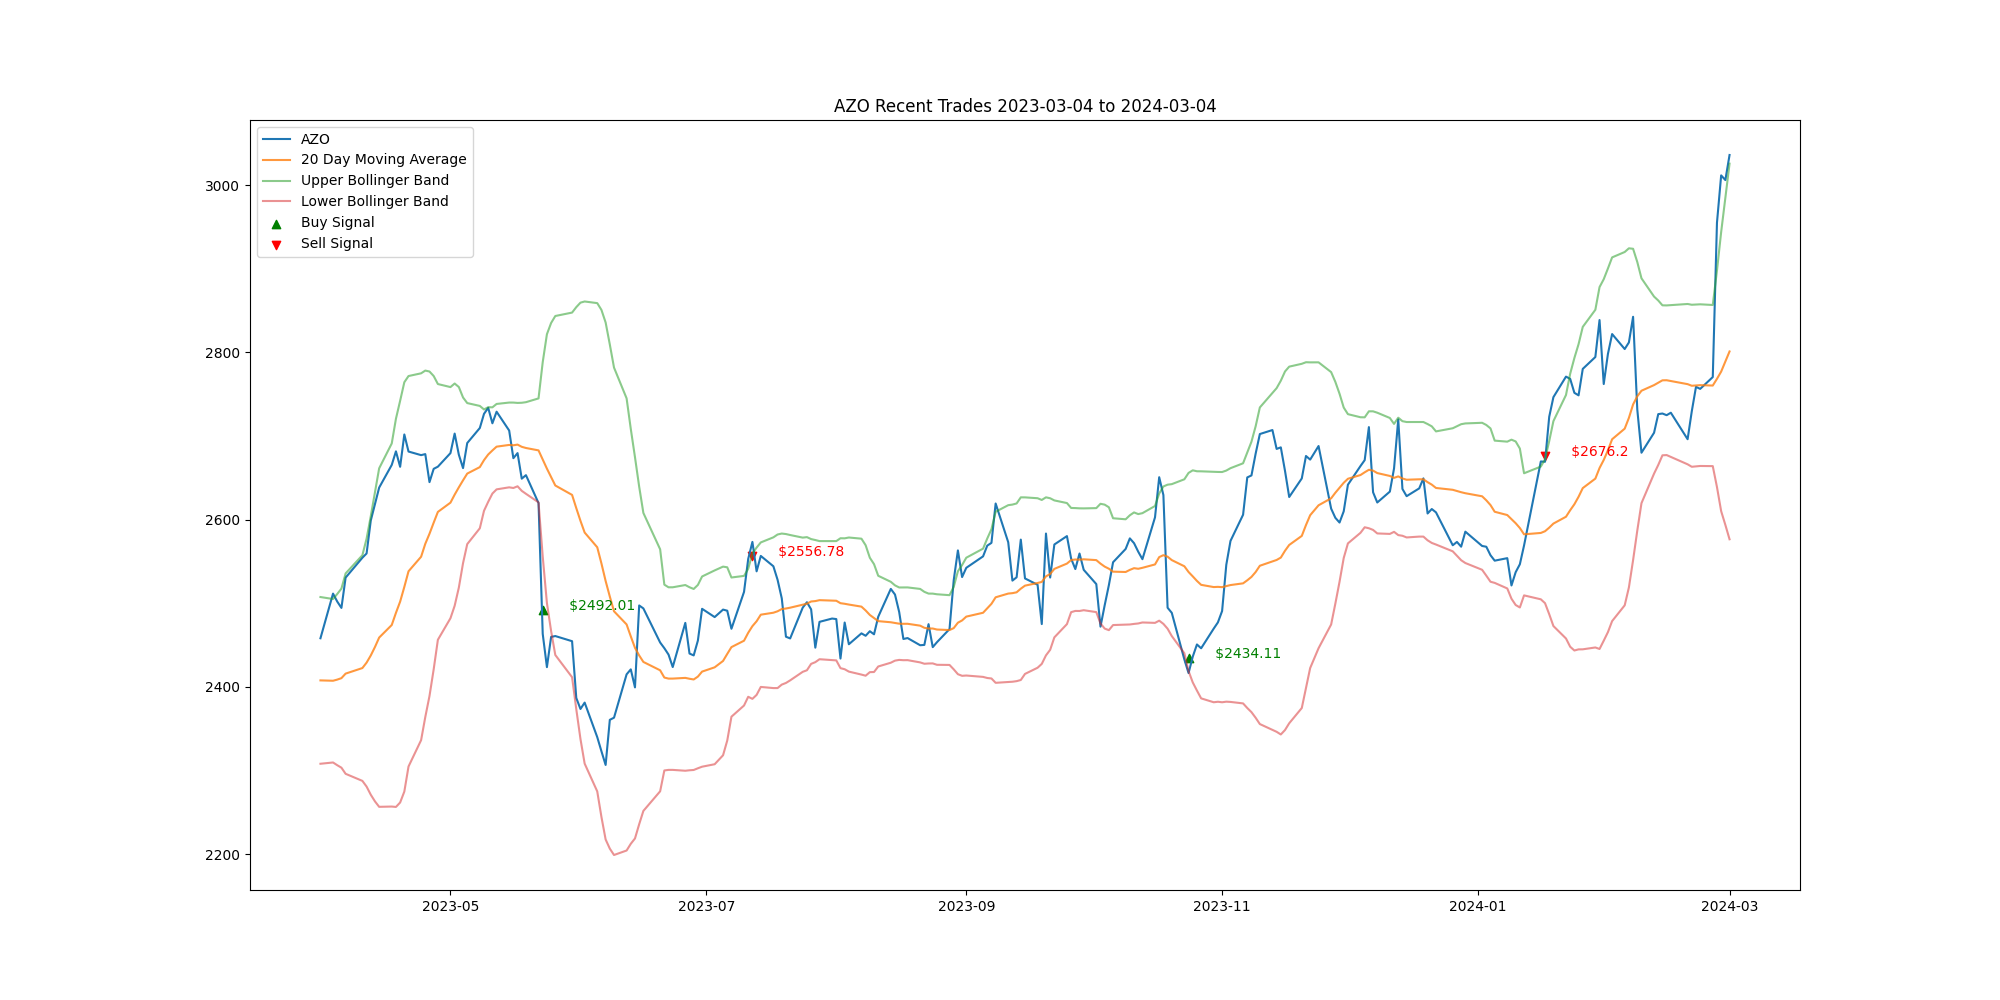 AZO Recent Trades 2023-03-04 to 2024-03-04
AZO
20 Day Moving Average
Upper Bollinger Band
Lower Bollinger Band
Buy Signal
Sell Signal
3000
2800
2600
2400
2200
$2492.01
$2556.78
$2434.11
$2676.2
2023-05
2023-07
2023-09
2023-11
2024-01
2024-03